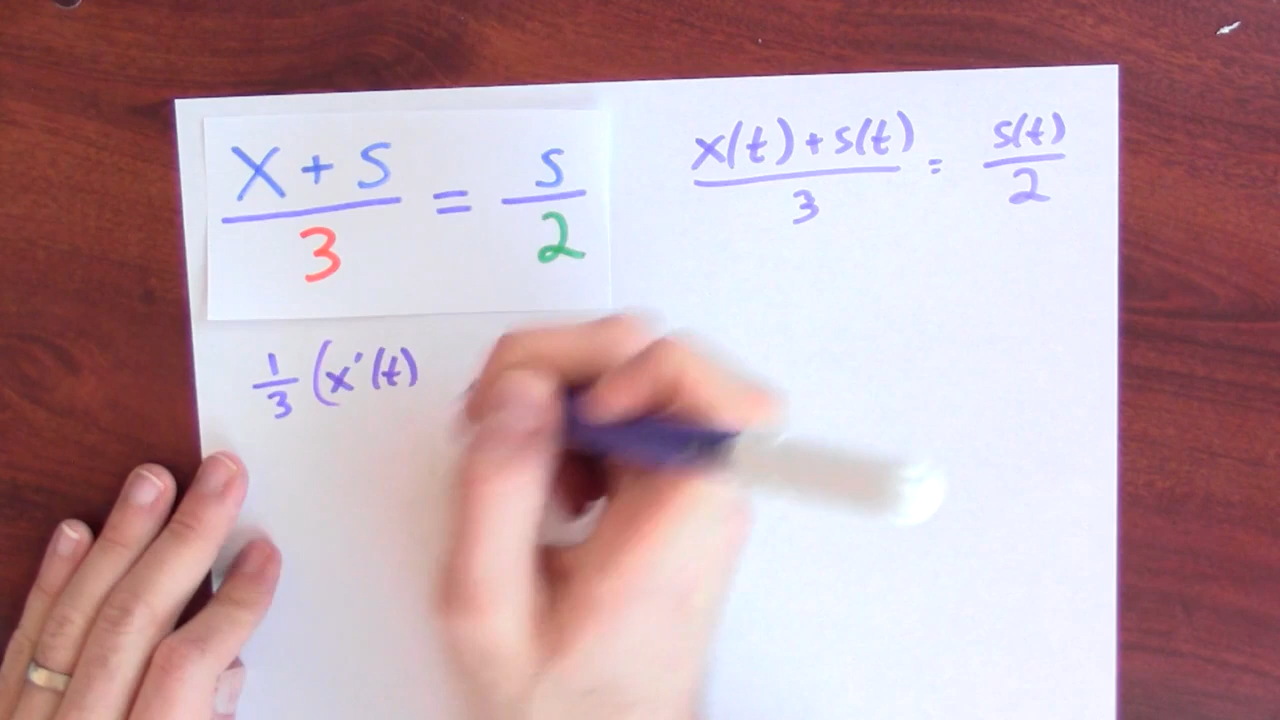 x + s / 3 = s / 2
x(t) + s(t) / 3 = s(t) / 2
1/3 (x'(t)